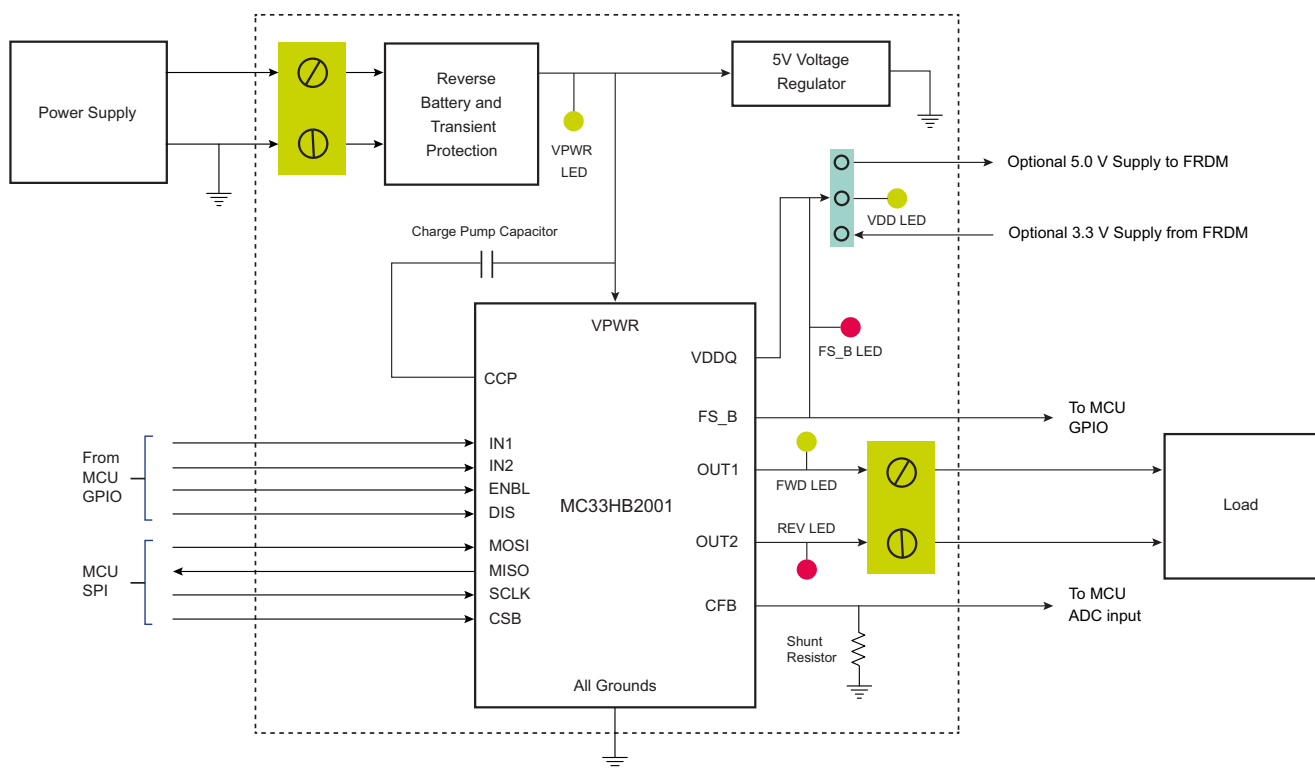 Power Supply
Reverse
Battery and
Transient
Protection
VPWR
LED
5V Voltage
Regulator
Optional 5.0 V Supply to FRDM
VDD LED
Optional 3.3 V Supply from FRDM
Charge Pump Capacitor
VPWR
VDDQ
FS_B LED
CCP
FS_B
To MCU
GPIO
From
MCU
GPIO
IN1
IN2
ENBL
DIS
MC33HB2001
OUT1
FWD LED
REV LED
OUT2
Load
MCU
SPI
MOSI
MISO
SCLK
CSB
CFB
To MCU
ADC input
Shunt
Resistor
All Grounds